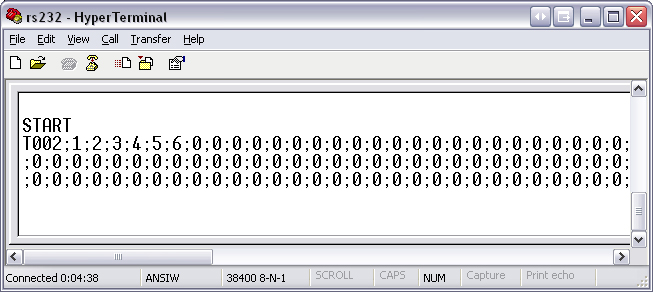 rs232 - HyperTerminal
File Edit View Call Transfer Help
START
T002;1;2;3;4;5;6;0;0;0;0;0;0;0;0;0;0;0;0;0;0;0;0;0;0;0;0;0;0;
;0;0;0;0;0;0;0;0;0;0;0;0;0;0;0;0;0;0;0;0;0;0;0;0;0;0;0;0;0;0;
;0;0;0;0;0;0;0;0;0;0;0;0;0;0;0;0;0;0;0;0;0;0;0;0;0;0;0;0;0;0;
Connected 0:04:38 ANSIW 38400 8-N-1 SCROLL CAPS NUM Capture Print echo